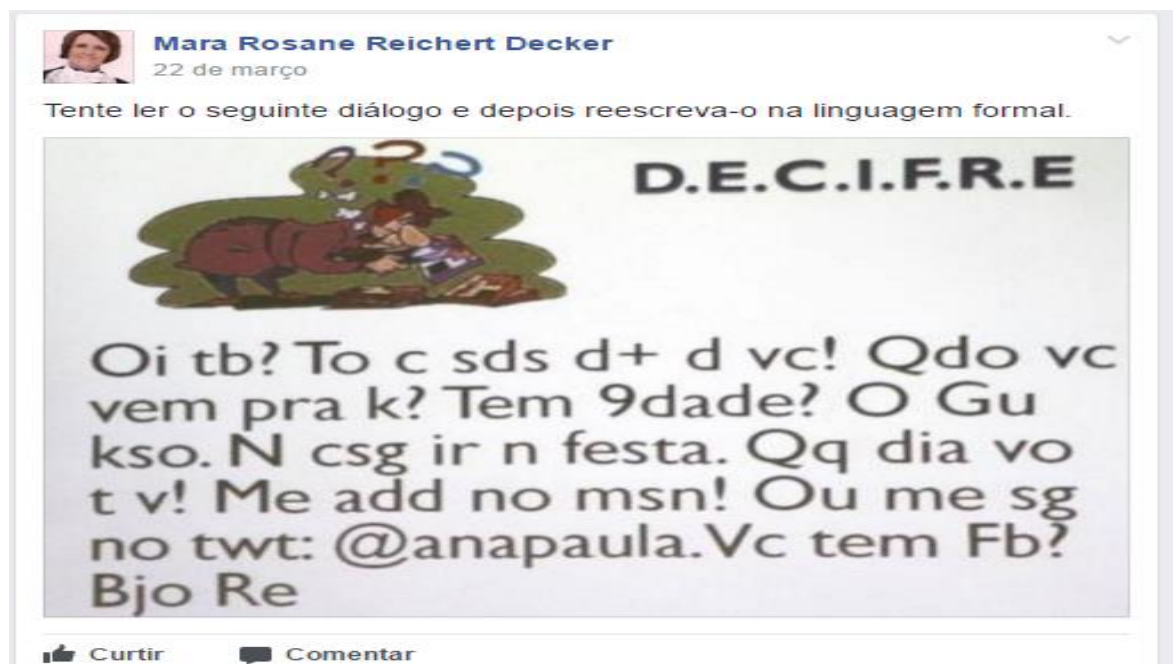 Mara Rosane Reichert Decker
22 de março
Tente ler o seguinte diálogo e depois reescreva-o na linguagem formal.
???
D.E.C.I.F.R.E
Oi tb? To c sds d+ d vc! Qdo vc
vem pra k? Tem 9dade? O Gu
kso. N csg ir n festa. Qq dia vo
t v! Me add no msn! Ou me sg
no twt: @anapaula.Vc tem Fb?
Bjo Re
Curtir Comentar